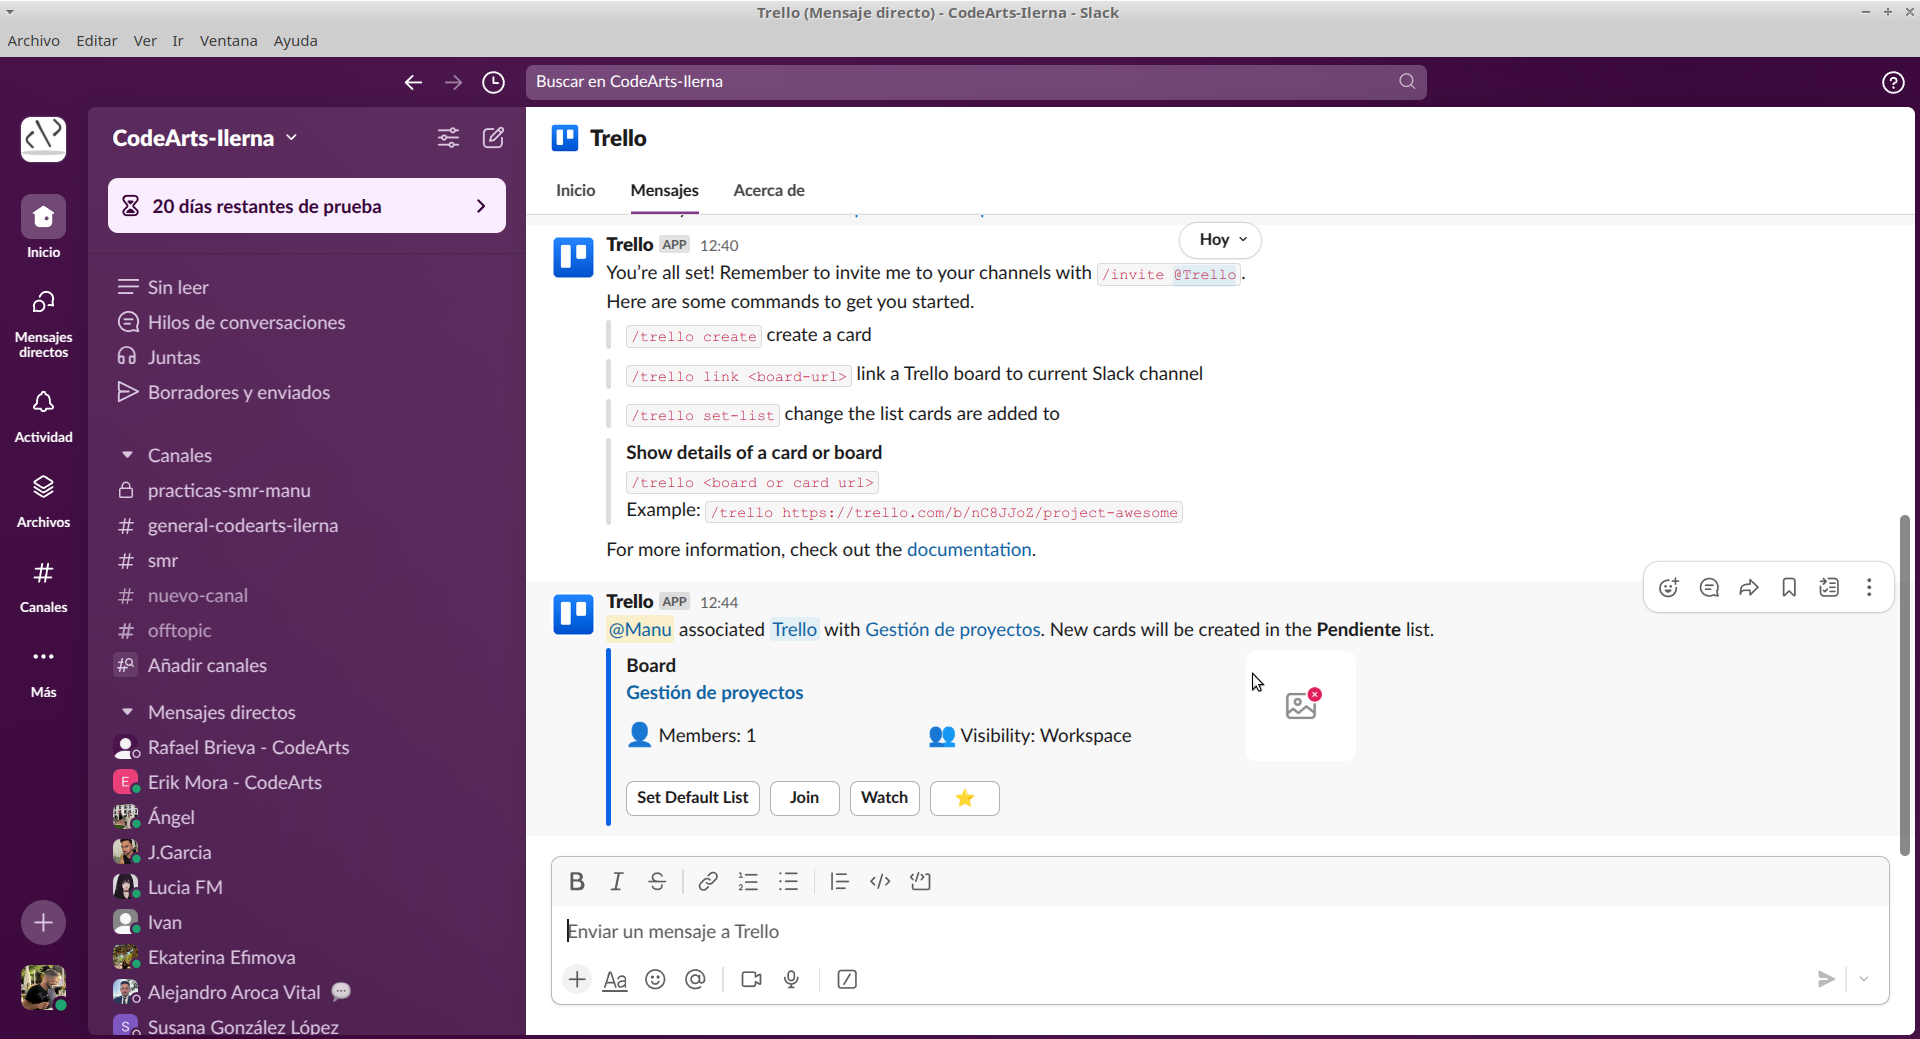 Trello (Mensaje directo) - CodeArts-Ilerna - Slack
Archivo Editar Ver Ir Ventana Ayuda
Buscar en CodeArts-Ilerna
CodeArts-Ilerna
20 días restantes de prueba
Inicio
Mensajes directos
Actividad
Archivos
Canales
Más
Sin leer
Hilos de conversaciones
Juntas
Borradores y enviados
Canales
practicas-smr-manu
# general-codearts-ilerna
# smr
# nuevo-canal
# offtopic
Añadir canales
Mensajes directos
Rafael Brieva - CodeArts
E Erik Mora - CodeArts
Ángel
J.Garcia
Lucia FM
Ivan
Ekaterina Efimova
Alejandro Aroca Vital
S Susana González López
Trello
Inicio Mensajes Acerca de
Hoy
Trello APP 12:40
You’re all set! Remember to invite me to your channels with /invite @Trello.
Here are some commands to get you started.
/trello create create a card
/trello link <board-url> link a Trello board to current Slack channel
/trello set-list change the list cards are added to
Show details of a card or board
/trello <board or card url>
Example: /trello https://trello.com/b/nC8JJoZ/project-awesome
For more information, check out the documentation.
Trello APP 12:44
@Manu associated Trello with Gestión de proyectos. New cards will be created in the Pendiente list.
Board
Gestión de proyectos
Members: 1 Visibility: Workspace
Set Default List Join Watch
B I S
Enviar un mensaje a Trello
Aa